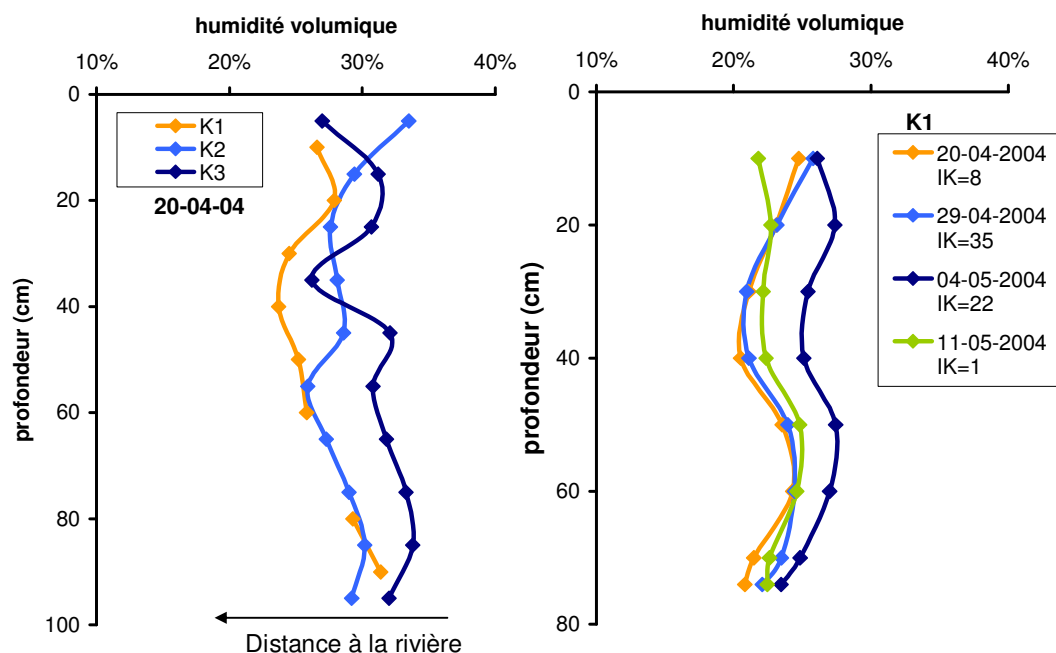 humidité volumique
10%
20%
30%
40%
0
20
40
60
80
100
profondeur (cm)
K1
K2
K3
20-04-04
Distance à la rivière
humidité volumique
10%
20%
30%
40%
0
20
40
60
80
profondeur (cm)
K1
20-04-2004
IK=8
29-04-2004
IK=35
04-05-2004
IK=22
11-05-2004
IK=1